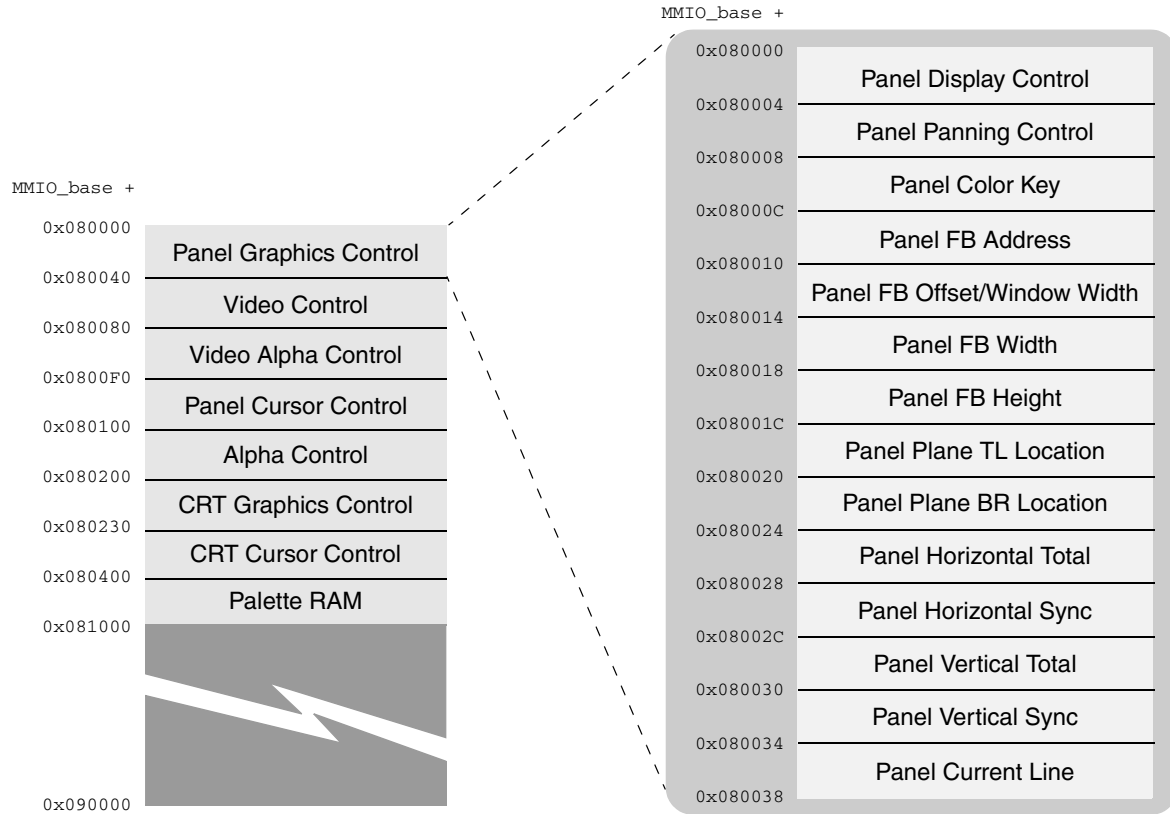 MMIO_base +
0x080000
Panel Graphics Control
0x080040
Video Control
0x080080
Video Alpha Control
0x0800F0
Panel Cursor Control
0x080100
Alpha Control
0x080200
CRT Graphics Control
0x080230
CRT Cursor Control
0x080400
Palette RAM
0x081000
0x090000
MMIO_base +
0x080000
Panel Display Control
0x080004
Panel Panning Control
0x080008
Panel Color Key
0x08000C
Panel FB Address
0x080010
Panel FB Offset/Window Width
0x080014
Panel FB Width
0x080018
Panel FB Height
0x08001C
Panel Plane TL Location
0x080020
Panel Plane BR Location
0x080024
Panel Horizontal Total
0x080028
Panel Horizontal Sync
0x08002C
Panel Vertical Total
0x080030
Panel Vertical Sync
0x080034
Panel Current Line
0x080038